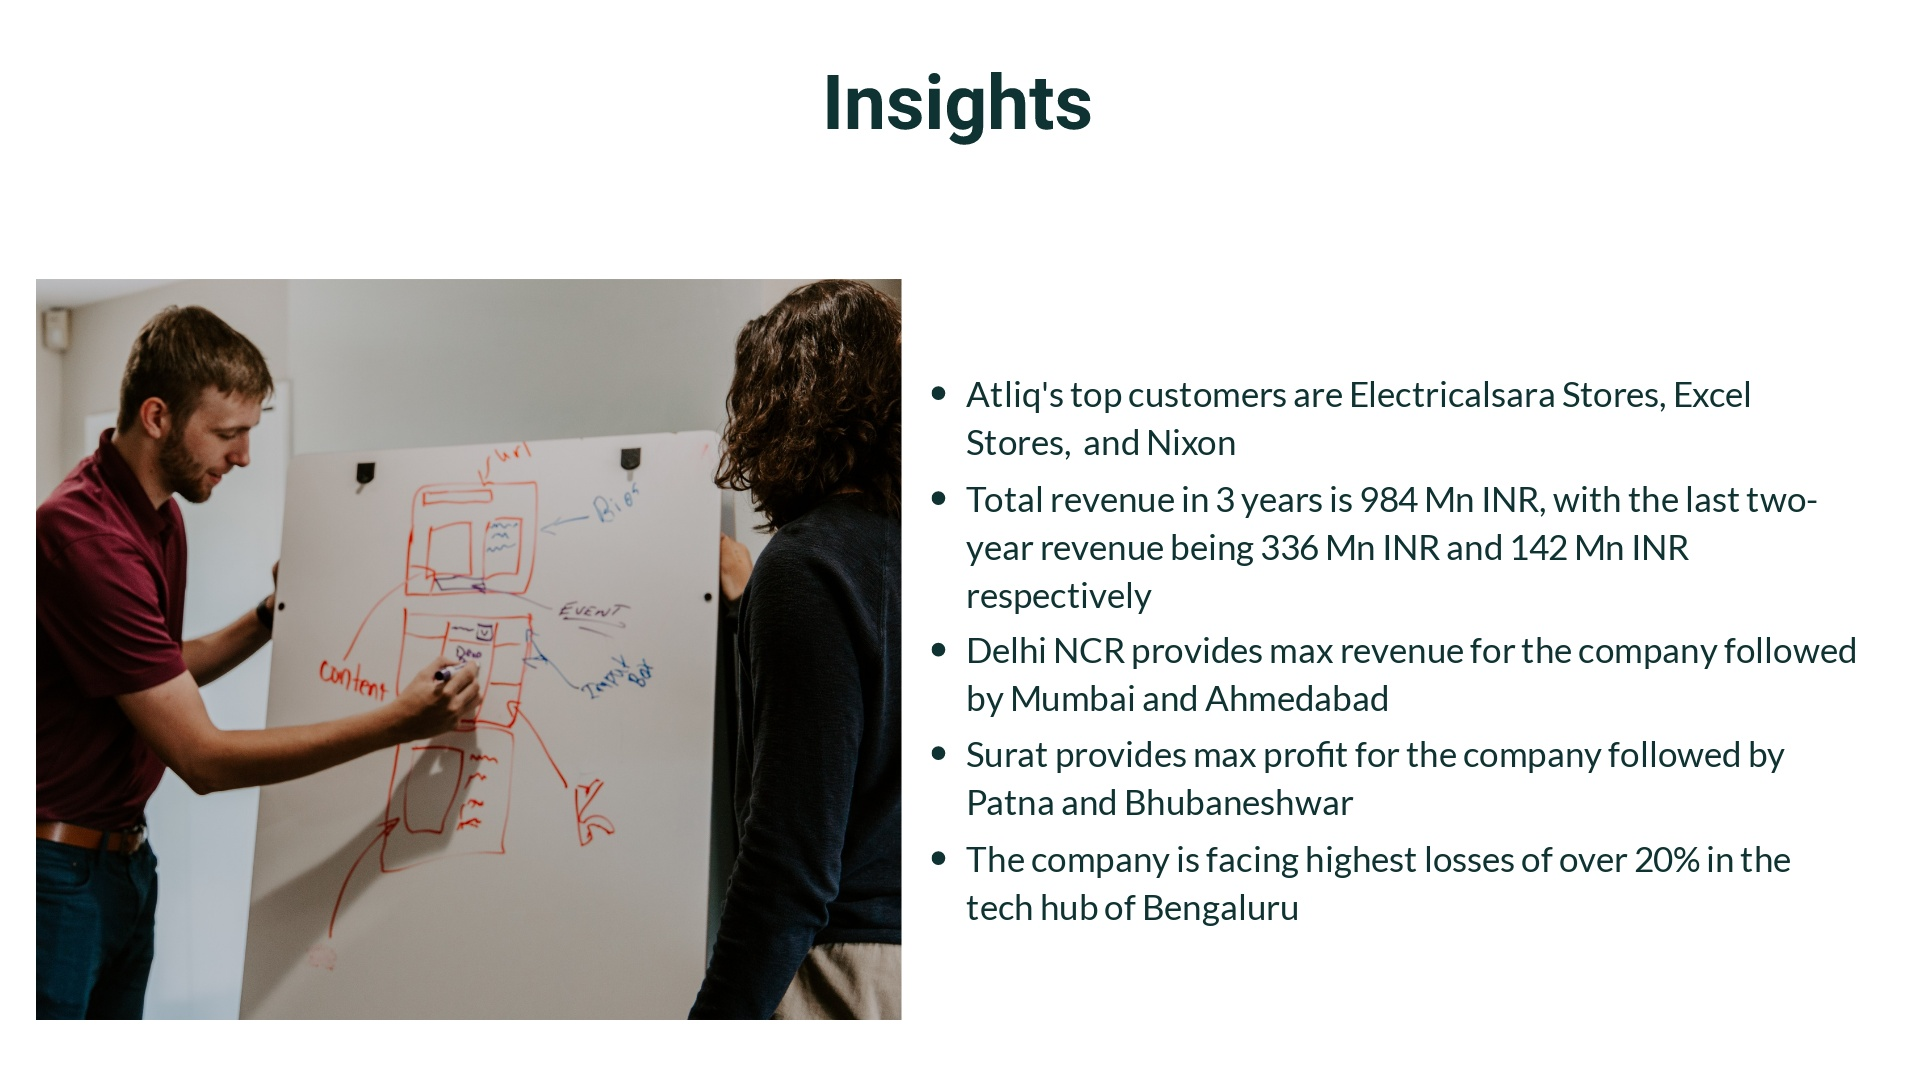 Insights
Atliq's top customers are Electricalsara Stores, Excel
Stores, and Nixon
Total revenue in 3 years is 984 Mn INR, with the last two-
year revenue being 336 Mn INR and 142 Mn INR
respectively
Delhi NCR provides max revenue for the company followed
by Mumbai and Ahmedabad
Surat provides max profit for the company followed by
Patna and Bhubaneshwar
The company is facing highest losses of over 20% in the
tech hub of Bengaluru
url
EVENT
content
Input
Box